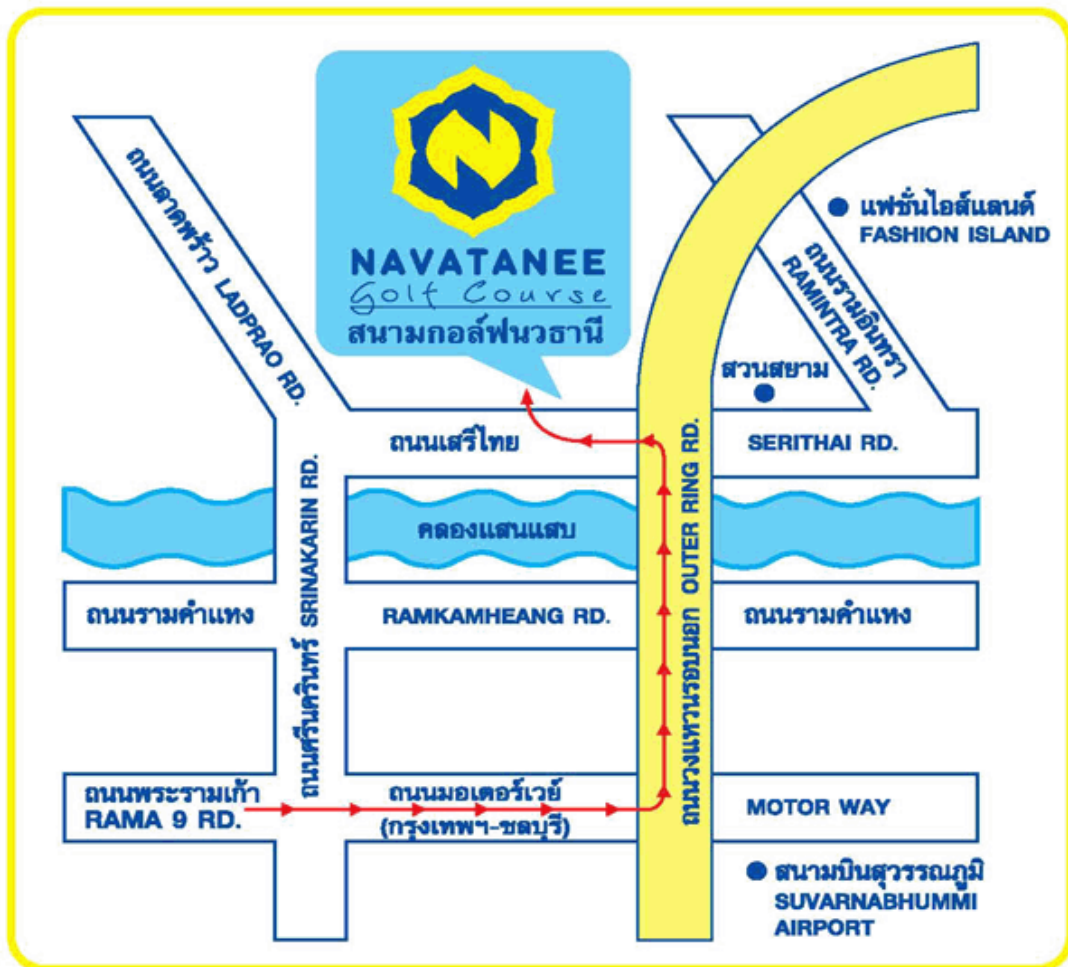 NAVATANEE
Golf Course
สนามกอล์ฟนวธานี
ถนนลาดพร้าว LADPRAO RD.
แฟชั่นไอส์แลนด์
FASHION ISLAND
ถนนรามอินทรา
RAMINTRA RD.
สวนสยาม
ถนนเสรีไทย
SERITHAI RD.
คลองแสนแสบ
ถนนศรีนครินทร์ SRINAKARIN RD.
ถนนวงแหวนรอบนอก OUTER RING RD.
ถนนรามคำแหง
RAMKAMHEANG RD.
ถนนรามคำแหง
ถนนพระรามเก้า
RAMA 9 RD.
ถนนมอเตอร์เวย์
(กรุงเทพฯ-ชลบุรี)
MOTOR WAY
สนามบินสุวรรณภูมิ
SUVARNABHUMMI
AIRPORT